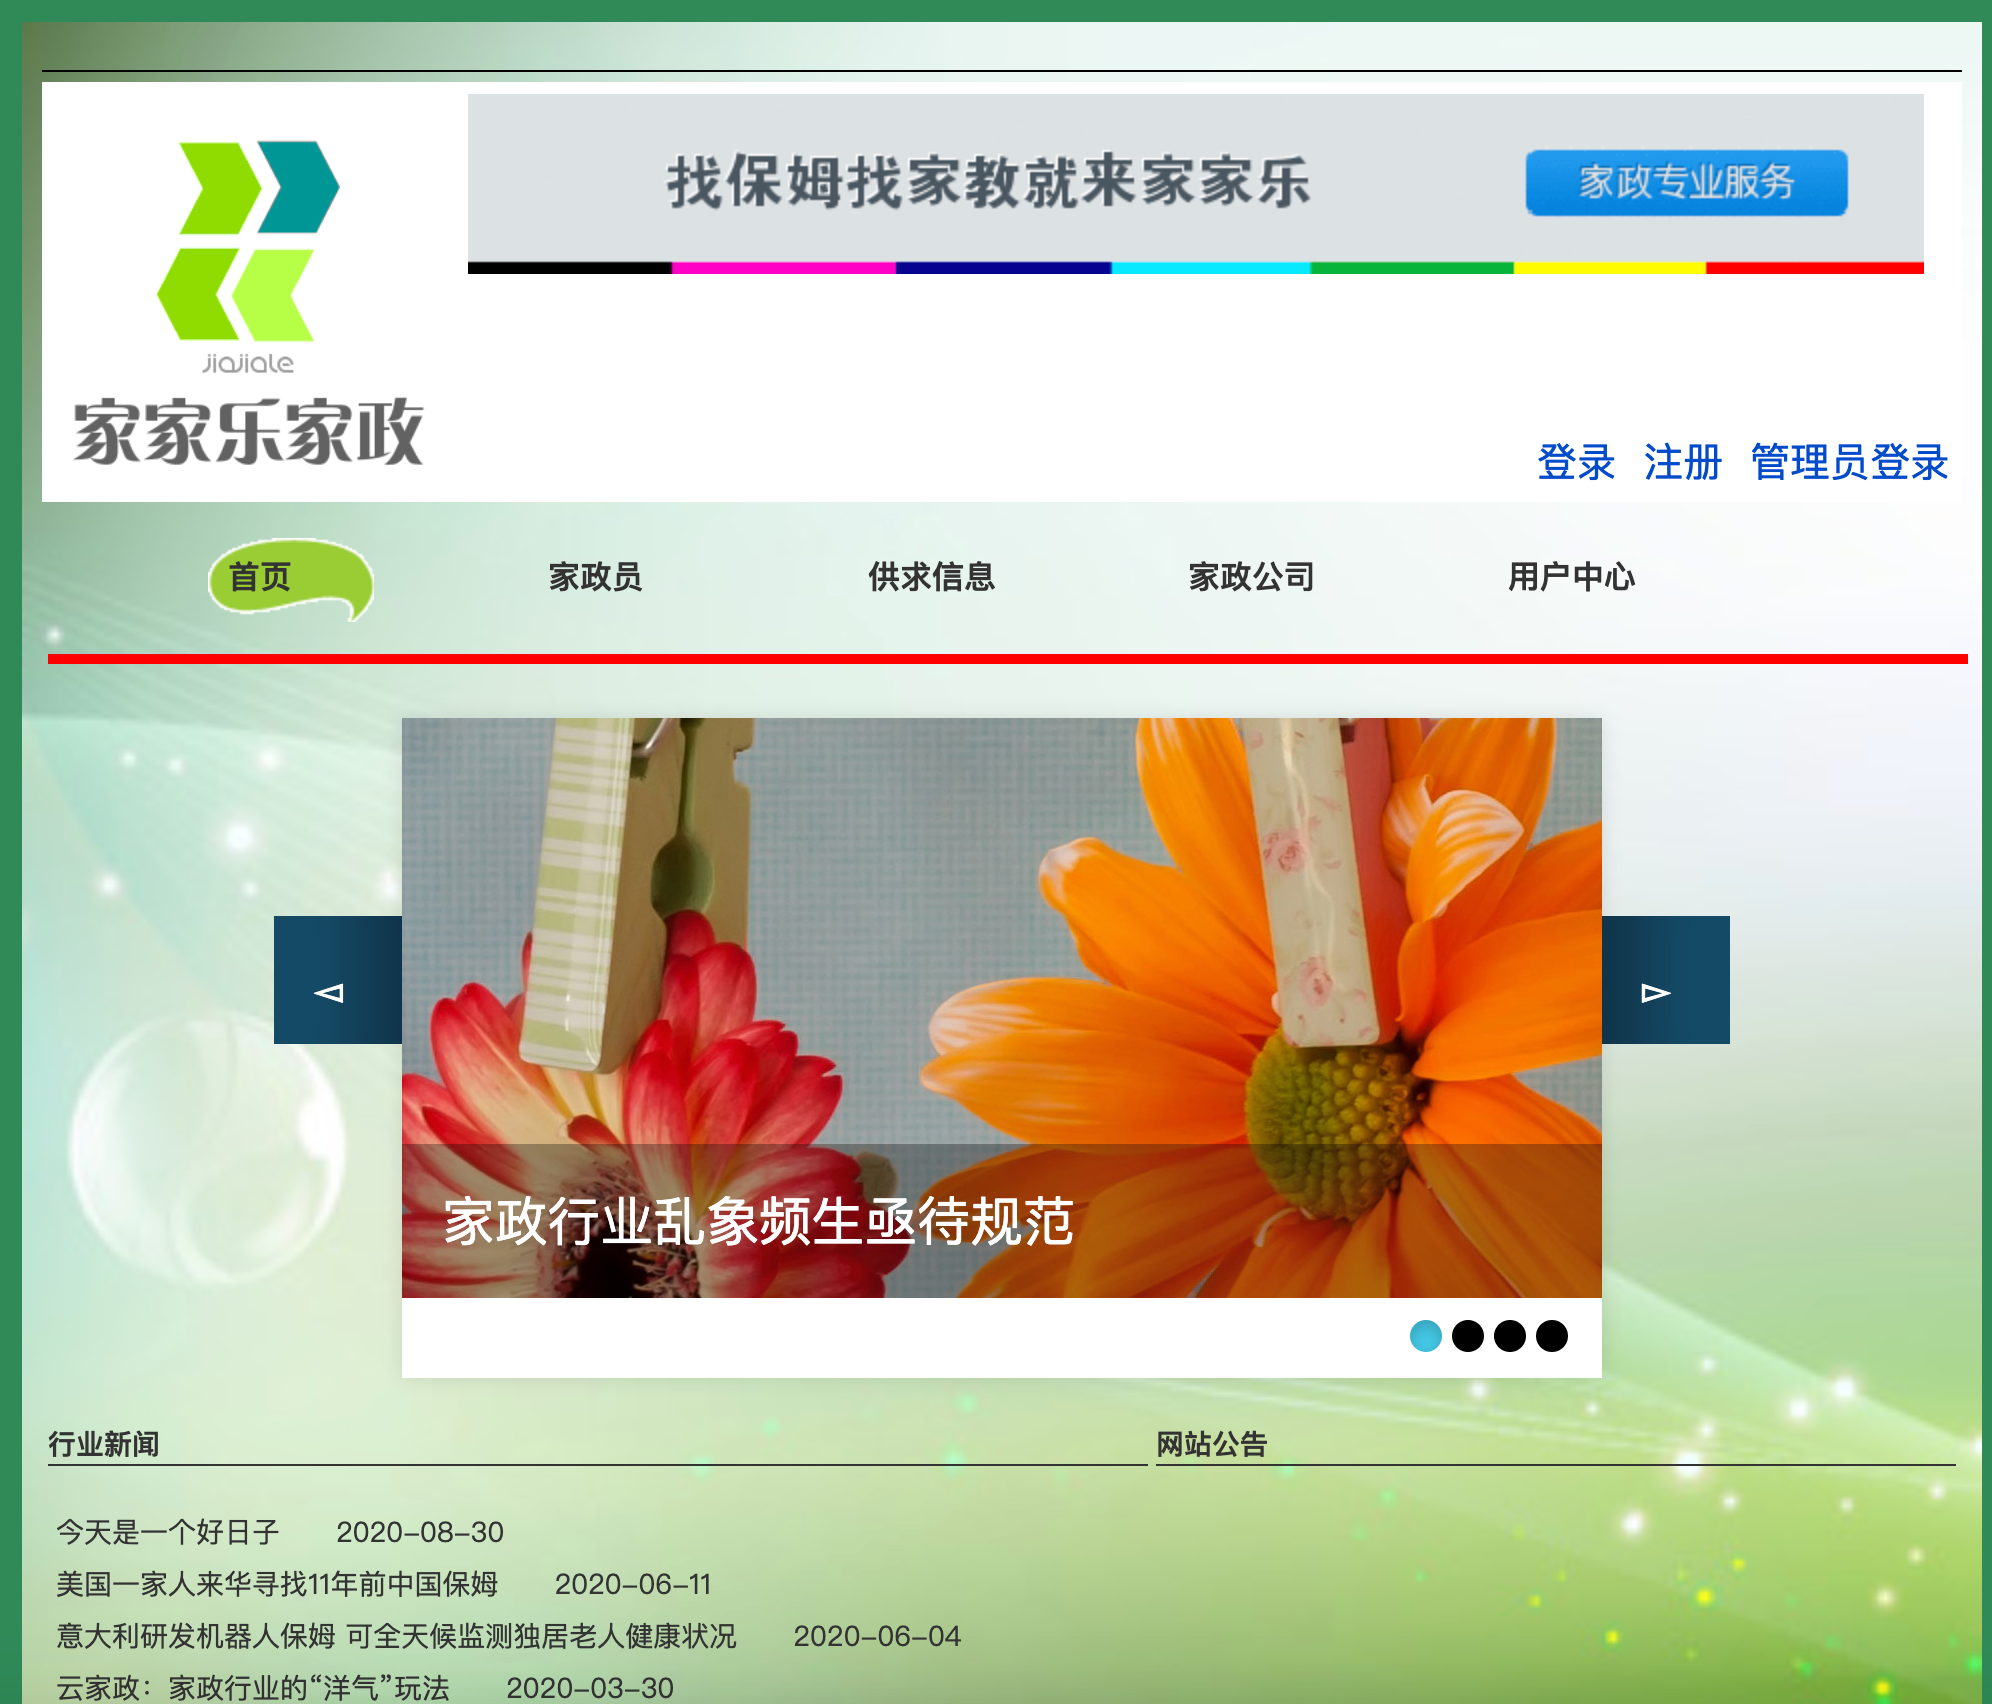 找保姆找家教就来家家乐
家政专业服务
jiajiale
家家乐家政
登录 注册 管理员登录
首页 家政员 供求信息 家政公司 用户中心
家政行业乱象频生亟待规范
行业新闻
网站公告
今天是一个好日子 2020-08-30
美国一家人来华寻找11年前中国保姆 2020-06-11
意大利研发机器人保姆 可全天候监测独居老人健康状况 2020-06-04
云家政：家政行业的“洋气”玩法 2020-03-30